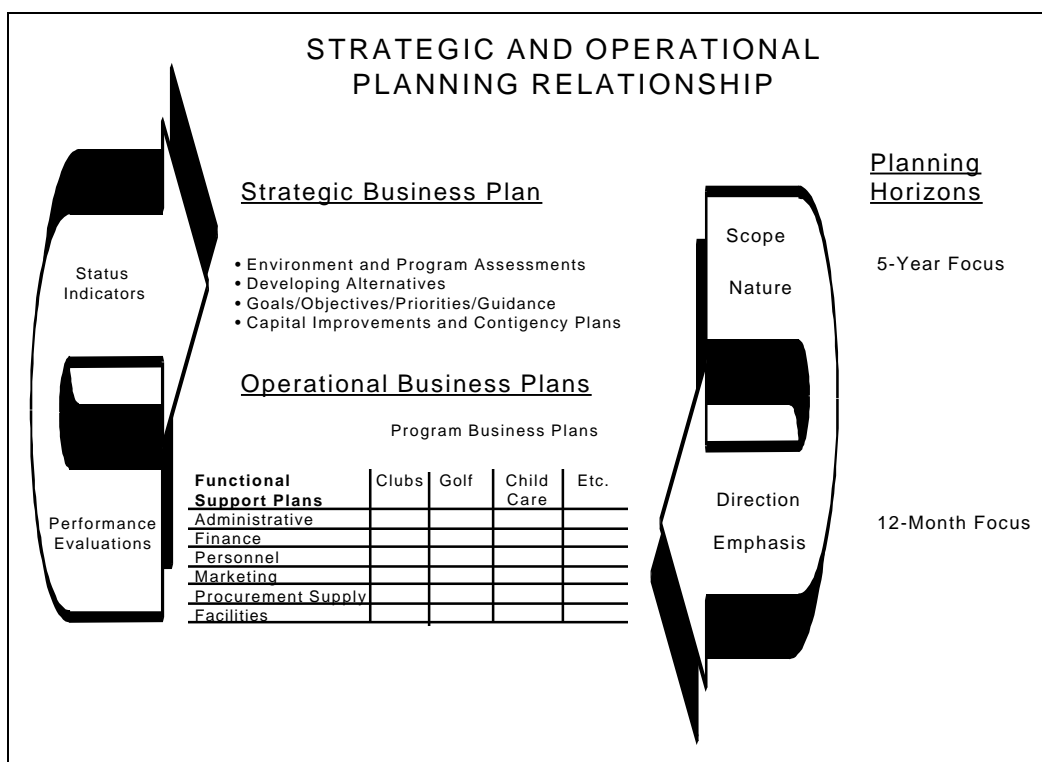 STRATEGIC AND OPERATIONAL
PLANNING RELATIONSHIP
Planning
Horizons
Strategic Business Plan
Scope
Nature
5-Year Focus
Status
Indicators
• Environment and Program Assessments
• Developing Alternatives
• Goals/Objectives/Priorities/Guidance
• Capital Improvements and Contigency Plans
Operational Business Plans
Program Business Plans
Functional
Support Plans
Clubs
Golf
Child
Care
Etc.
Administrative
Finance
Personnel
Marketing
Procurement Supply
Facilities
Performance
Evaluations
Direction
Emphasis
12-Month Focus